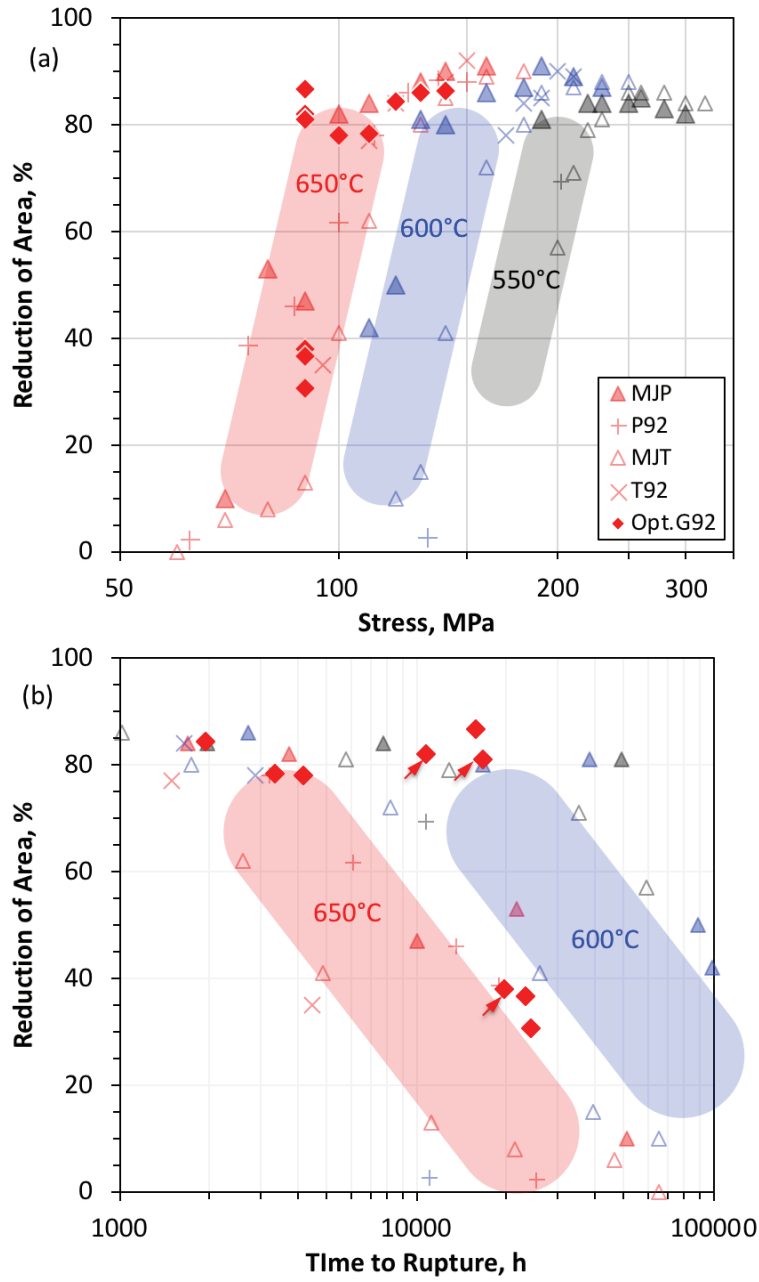 100
(a)
80
60
40
20
0
Reduction of Area, %
650°C
600°C
550°C
MJP
P92
MJT
T92
Opt.G92
50
100
200
300
Stress, MPa
100
(b)
80
60
40
20
0
Reduction of Area, %
650°C
600°C
1000
10000
100000
TIme to Rupture, h